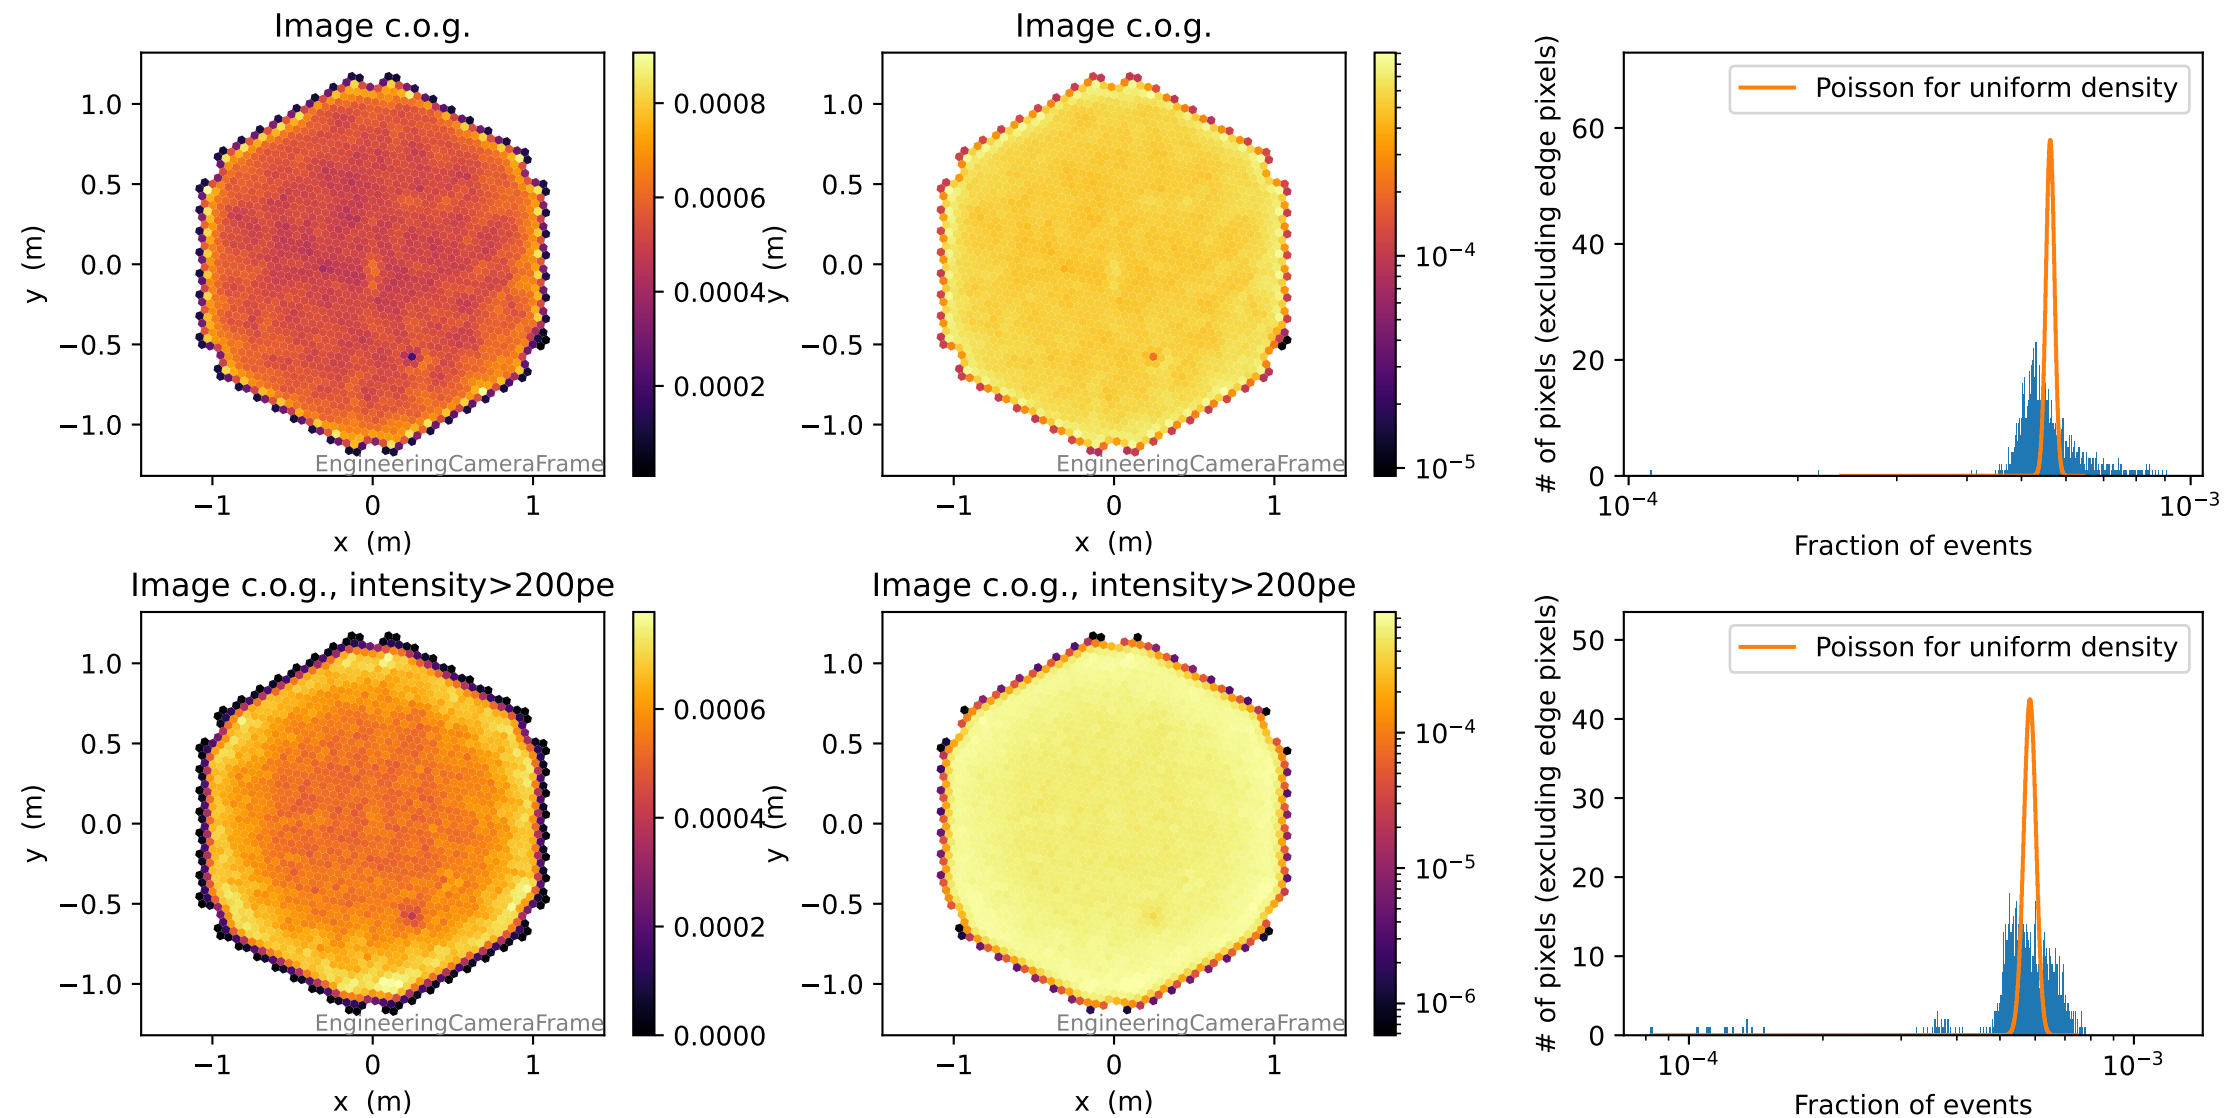 Image c.o.g.
1.0
0.5
0.0
−0.5
−1.0
y (m)
−1
0
1
x (m)
EngineeringCameraFrame
0.0008
0.0006
0.0004
0.0002
Image c.o.g.
1.0
0.5
0.0
−0.5
−1.0
y (m)
−1
0
1
x (m)
EngineeringCameraFrame
10⁻⁴
10⁻⁵
# of pixels (excluding edge pixels)
60
40
20
0
Poisson for uniform density
10⁻⁴
10⁻³
Fraction of events
Image c.o.g., intensity>200pe
1.0
0.5
0.0
−0.5
−1.0
y (m)
−1
0
1
x (m)
EngineeringCameraFrame
0.0006
0.0004
0.0002
0.0000
Image c.o.g., intensity>200pe
1.0
0.5
0.0
−0.5
−1.0
y (m)
−1
0
1
x (m)
EngineeringCameraFrame
10⁻⁴
10⁻⁵
10⁻⁶
# of pixels (excluding edge pixels)
50
40
30
20
10
0
Poisson for uniform density
10⁻⁴
10⁻³
Fraction of events